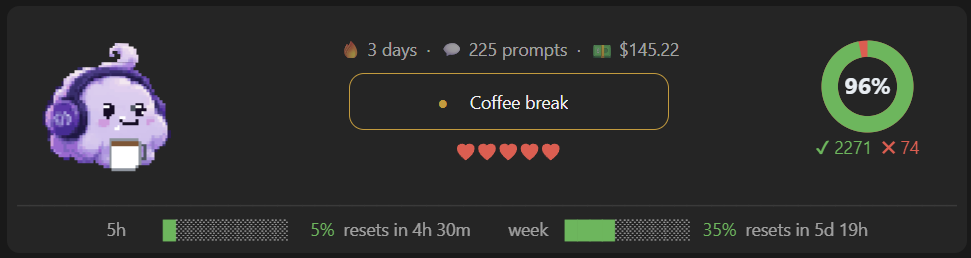 🔥 3 days · 💬 225 prompts · 💵 $145.22
● Coffee break
❤❤❤❤❤
96%
✓ 2271 ✕ 74
5h 5% resets in 4h 30m week 35% resets in 5d 19h